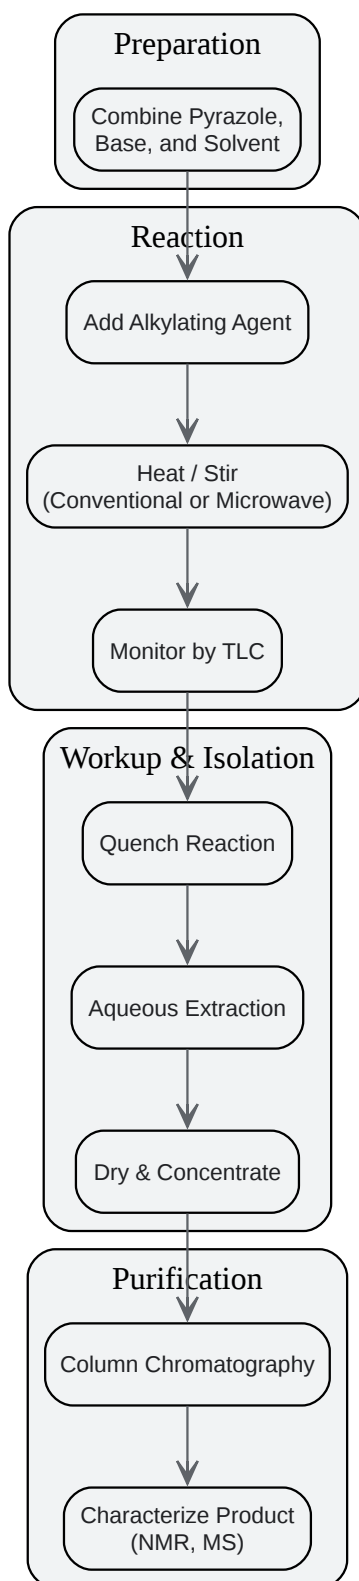 Preparation
Combine Pyrazole,
Base, and Solvent
Reaction
Add Alkylating Agent
Heat / Stir
(Conventional or Microwave)
Monitor by TLC
Workup & Isolation
Quench Reaction
Aqueous Extraction
Dry & Concentrate
Purification
Column Chromatography
Characterize Product
(NMR, MS)